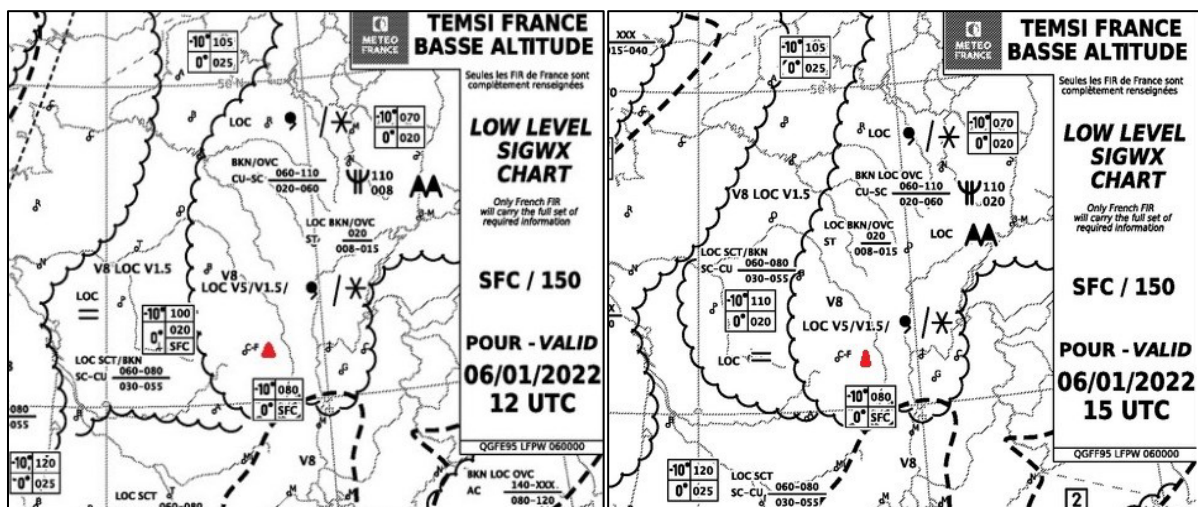 METEO
FRANCE
TEMSI FRANCE
BASSE ALTITUDE
Seules les FIR de France sont
complètement renseignées
LOW LEVEL
SIGWX
CHART
Only French FIR
will carry the full set of
required information
SFC / 150
POUR - VALID
06/01/2022
12 UTC
QGFE95 LFPW 060000
-10° 105
0° 025
50 N
LOC
-10° 070
0° 020
BKN/OVC
CU-SC 060-110
020-060
110
008
LOC BKN/OVC
ST 020
008-015
V8 LOC V1.5
V8
LOC V5/V1.5/
LOC
-10° 100
0° 020
SFC
C-F
LOC SCT/BKN
SC-CU 060-080
030-055
080
055
-10° 080
0° SFC
-10° 120
0° 025
V8
LOC SCT
060-080
BKN LOC OVC
AC 140-XXX
080-120
METEO
FRANCE
TEMSI FRANCE
BASSE ALTITUDE
Seules les FIR de France sont
complètement renseignées
LOW LEVEL
SIGWX
CHART
Only French FIR
will carry the full set of
required information
SFC / 150
POUR - VALID
06/01/2022
15 UTC
QGFF95 LFPW 060000
XXX
015-040
-10° 105
0° 025
50 N
LOC
-10° 070
0° 020
V8 LOC V1.5
BKN LOC OVC
CU-SC 060-110
020-060
110
020
LOC BKN/OVC
ST 020
008-015
LOC
LOC SCT/BKN
SC-CU 060-080
030-055
-10° 110
0° 020
V8
LOC V5/V1.5/
LOC
C-F
-10° 080
0° SFC
-10° 120
0° 025
V8
LOC SCT
SC-CU 060-080
030-055
2